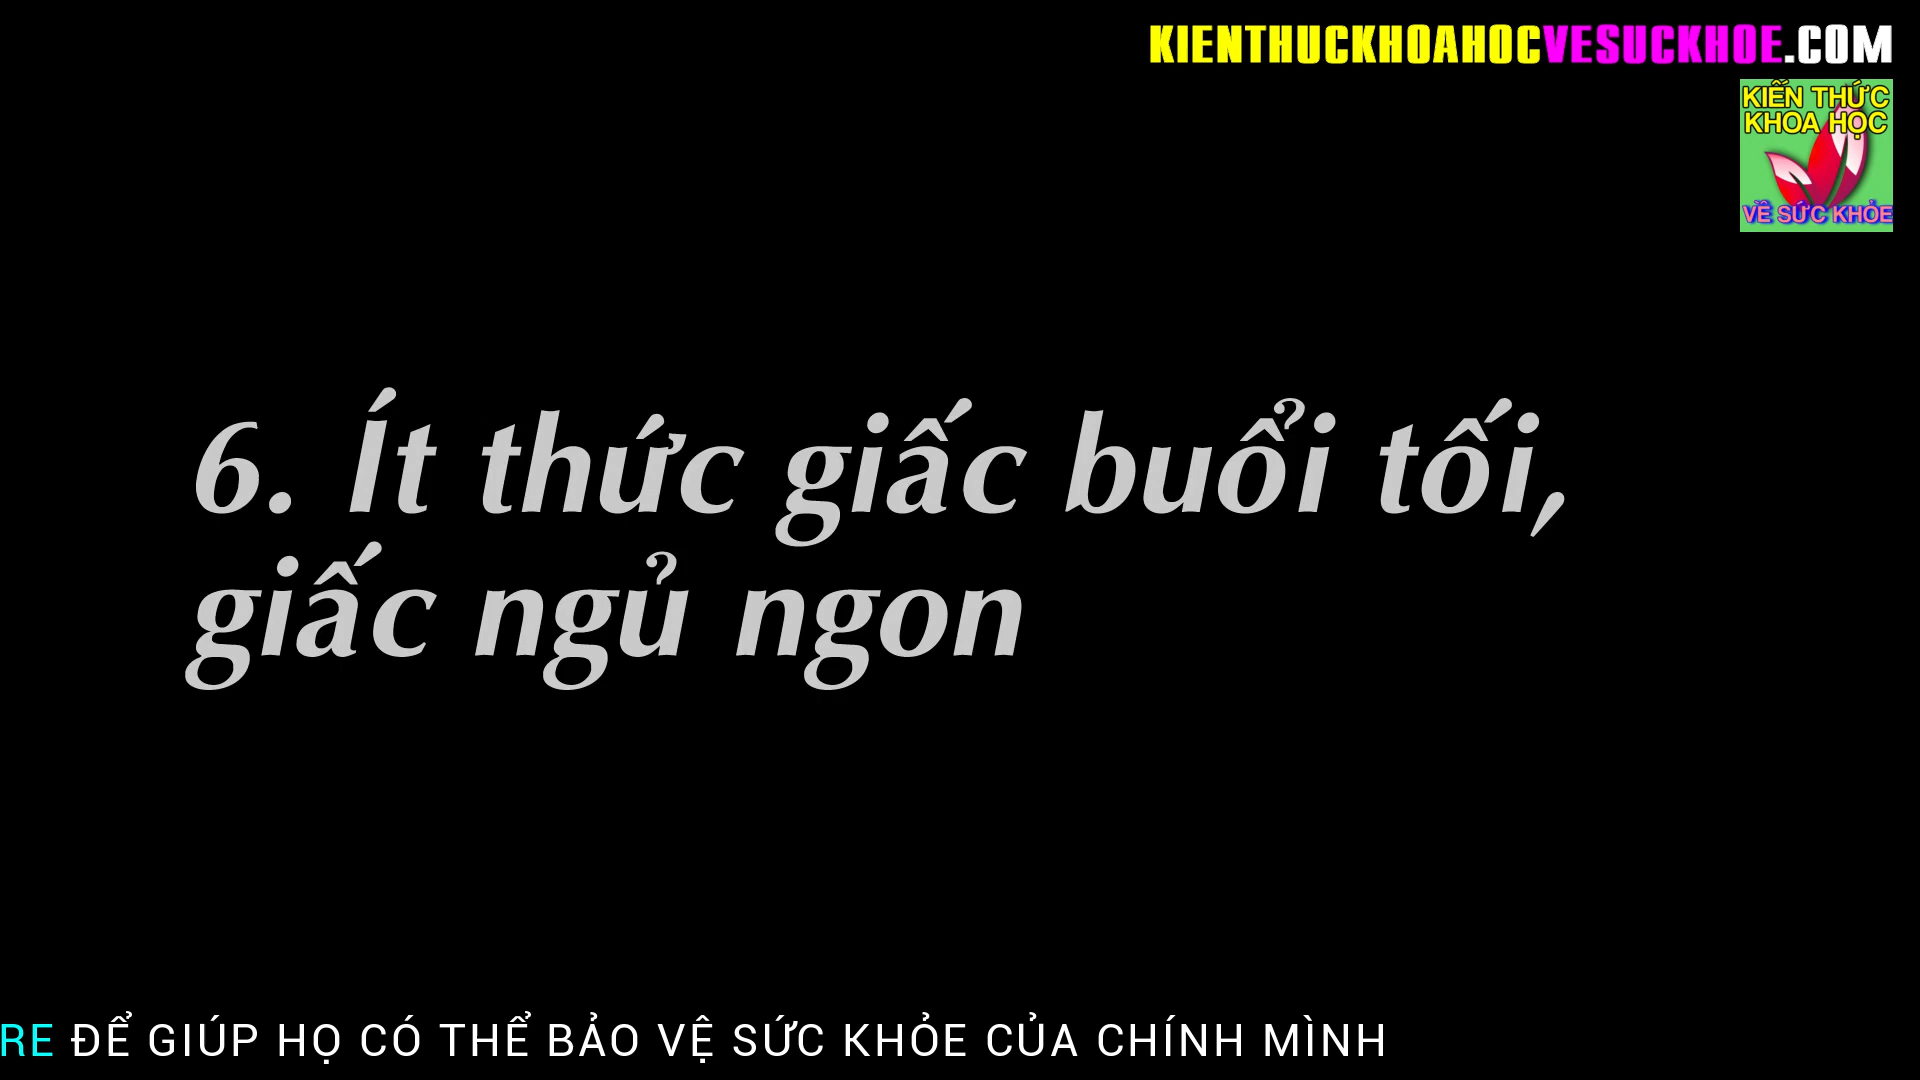 KIENTHUCKHOAHOCVESUCKHOE.COM
KIẾN THỨC
KHOA HỌC
VỀ SỨC KHỎE
6. Ít thức giấc buổi tối,
giấc ngủ ngon
RE ĐỂ GIÚP HỌ CÓ THỂ BẢO VỆ SỨC KHỎE CỦA CHÍNH MÌNH